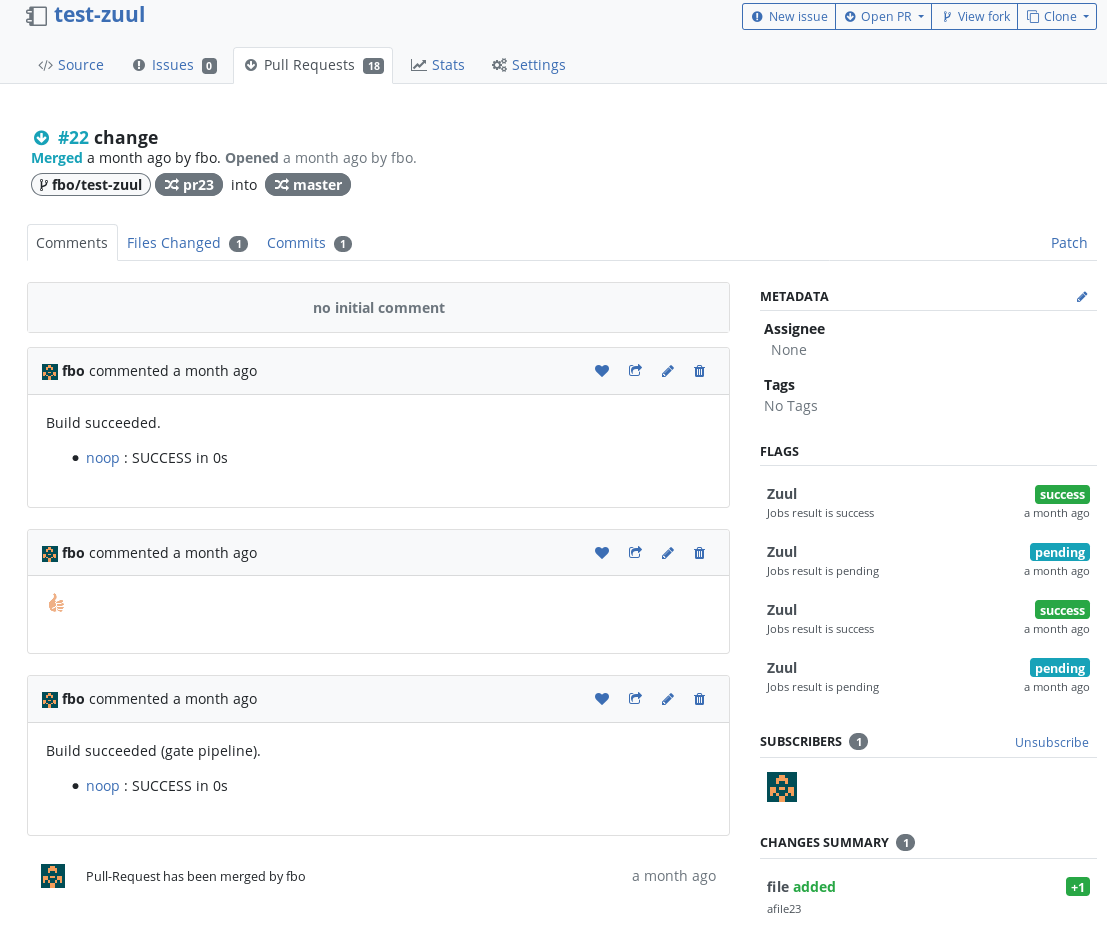 test-zuul
New issue Open PR View fork Clone
Source Issues 0 Pull Requests 18 Stats Settings
#22 change
Merged a month ago by fbo. Opened a month ago by fbo.
fbo/test-zuul pr23 into master
Comments Files Changed 1 Commits 1 Patch
no initial comment
fbo commented a month ago
Build succeeded.
• noop : SUCCESS in 0s
fbo commented a month ago
fbo commented a month ago
Build succeeded (gate pipeline).
• noop : SUCCESS in 0s
Pull-Request has been merged by fbo a month ago
METADATA
Assignee
None
Tags
No Tags
FLAGS
Zuul success
Jobs result is success a month ago
Zuul pending
Jobs result is pending a month ago
Zuul success
Jobs result is success a month ago
Zuul pending
Jobs result is pending a month ago
SUBSCRIBERS 1 Unsubscribe
CHANGES SUMMARY 1
file added +1
afile23